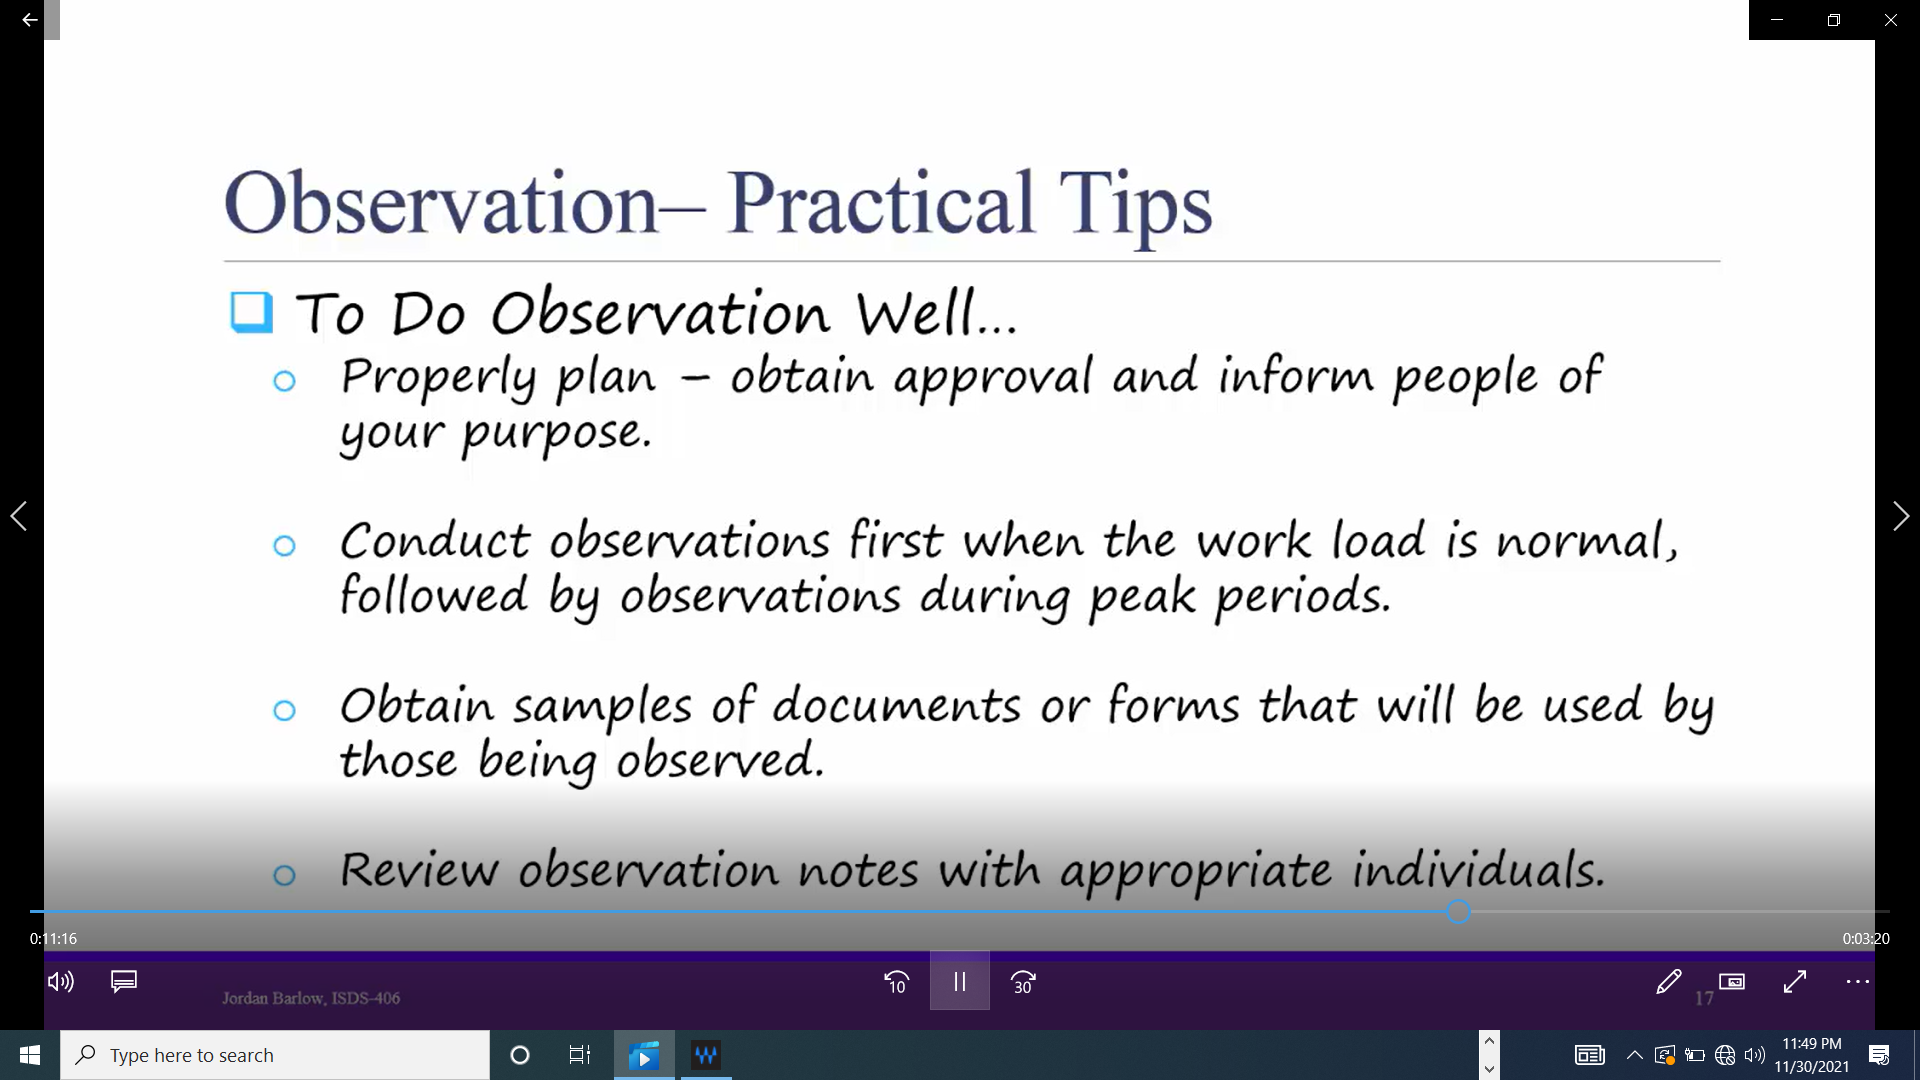 Observation– Practical Tips
To Do Observation Well...
Properly plan – obtain approval and inform people of
your purpose.
Conduct observations first when the work load is normal,
followed by observations during peak periods.
Obtain samples of documents or forms that will be used by
those being observed.
Review observation notes with appropriate individuals.
0:11:16
0:03:20
10
30
Jordan Barlow, ISDS-406
17
Type here to search
11:49 PM
11/30/2021